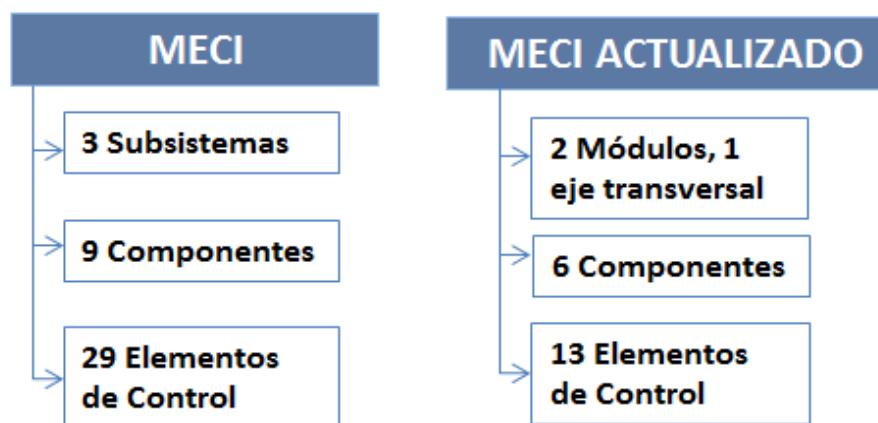 MECI
3 Subsistemas
9 Componentes
29 Elementos
de Control
MECI ACTUALIZADO
2 Módulos, 1
eje transversal
6 Componentes
13 Elementos
de Control